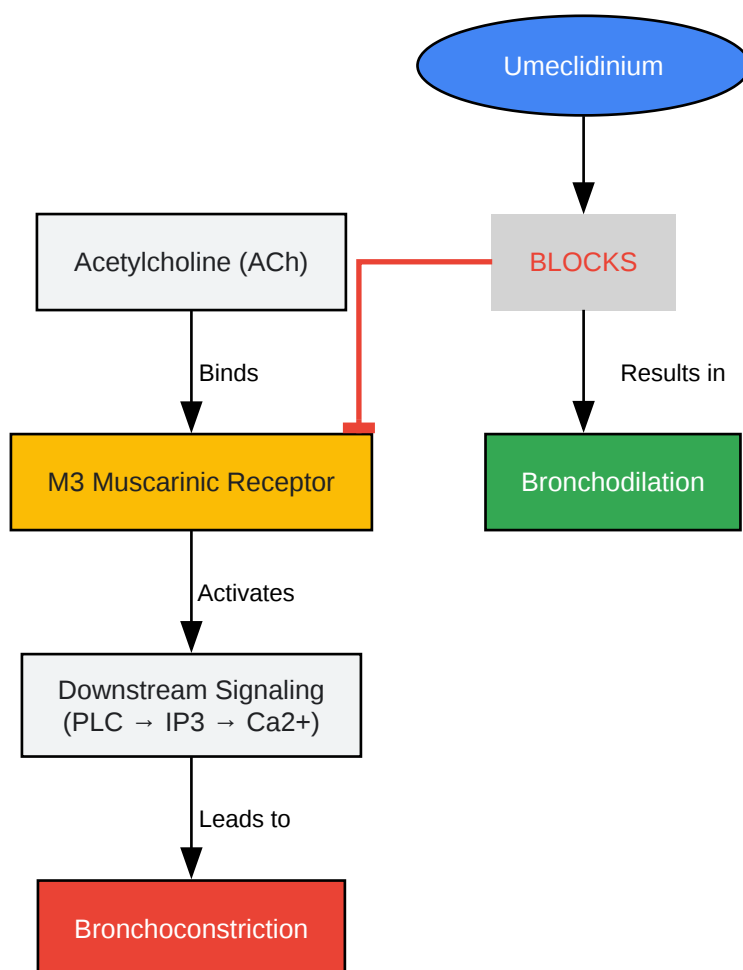 Umeclidinium
Acetylcholine (ACh)
BLOCKS
Binds
Results in
M3 Muscarinic Receptor
Bronchodilation
Activates
Downstream Signaling
(PLC → IP3 → Ca2+)
Leads to
Bronchoconstriction